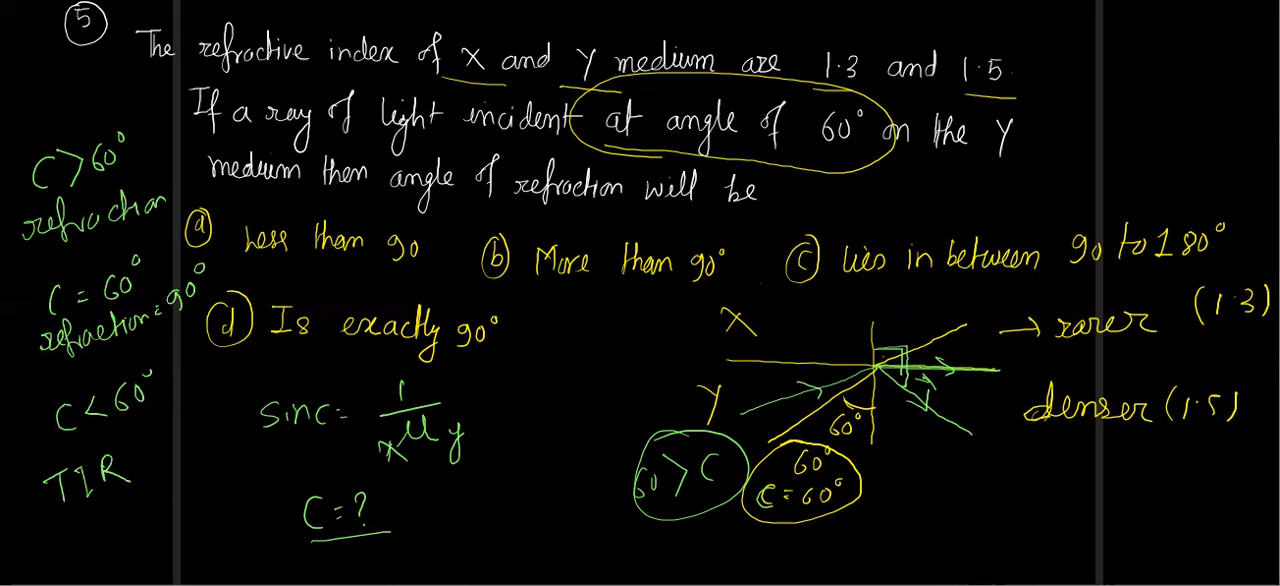 5
The refractive index of X and Y medium are 1.3 and 1.5.
If a ray of light incident at angle of 60° on the Y
medium then angle of refraction will be
a Less than 90 b More than 90° c lies in between 90 to 180°
d Is exactly 90°
C > 60°
refraction
C = 60°
refraction = 90°
C < 60°
TIR
sinc = 1 / xμy
C = ?
X
→ rarer (1.3)
Y
denser (1.5)
60°
60 > C
60°
C = 60°